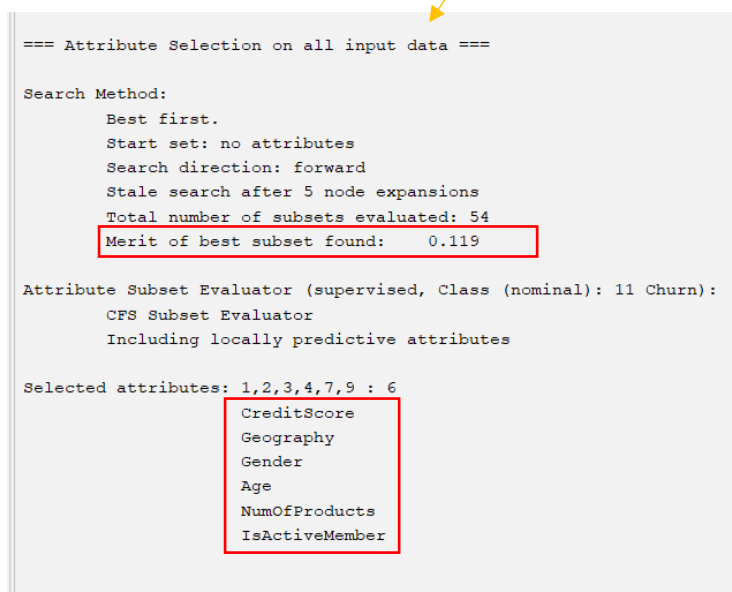 === Attribute Selection on all input data ===
Search Method:
Best first.
Start set: no attributes
Search direction: forward
Stale search after 5 node expansions
Total number of subsets evaluated: 54
Merit of best subset found: 0.119
Attribute Subset Evaluator (supervised, Class (nominal): 11 Churn):
CFS Subset Evaluator
Including locally predictive attributes
Selected attributes: 1,2,3,4,7,9 : 6
CreditScore
Geography
Gender
Age
NumOfProducts
IsActiveMember